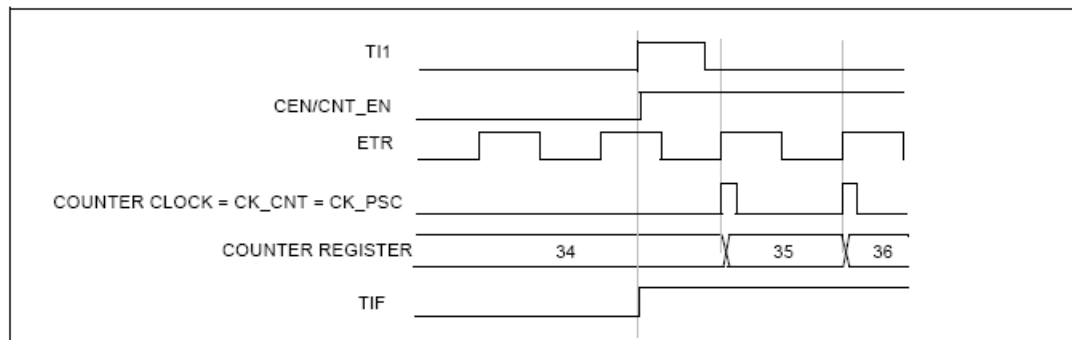 TI1
CEN/CNT_EN
ETR
COUNTER CLOCK = CK_CNT = CK_PSC
COUNTER REGISTER 34 35 36
TIF